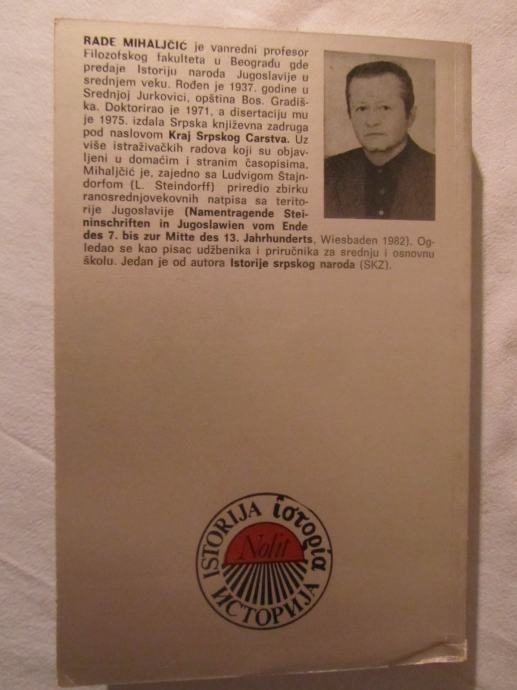 RADE MIHALJČIĆ je vanredni profesor
Filozofskog fakulteta u Beogradu gde
predaje Istoriju naroda Jugoslavije u
srednjem veku. Rođen je 1937. godine u
Srednjoj Jurkovici, opština Bos. Gradiš-
ka. Doktorirao je 1971, a disertaciju mu
je 1975. izdala Srpska književna zadruga
pod naslovom Kraj Srpskog Carstva. Uz
više istraživačkih radova koji su objav-
ljeni u domaćim i stranim časopisima,
Mihaljčić je, zajedno sa Ludvigom Štajn-
dorfom (L. Steindorff) priredio zbirku
ranosrednjovekovnih natpisa sa terito-
rije Jugoslavije (Namentragende Stei-
ninschriften in Jugoslawien vom Ende
des 7. bis zur Mitte des 13. Jahrhunderts, Wiesbaden 1982). Og-
ledao se kao pisac udžbenika i priručnika za srednju i osnovnu
školu. Jedan je od autora Istorije srpskog naroda (SKZ).
ISTORIJA ἱστορία
Nolit
ИСТОРИЈА